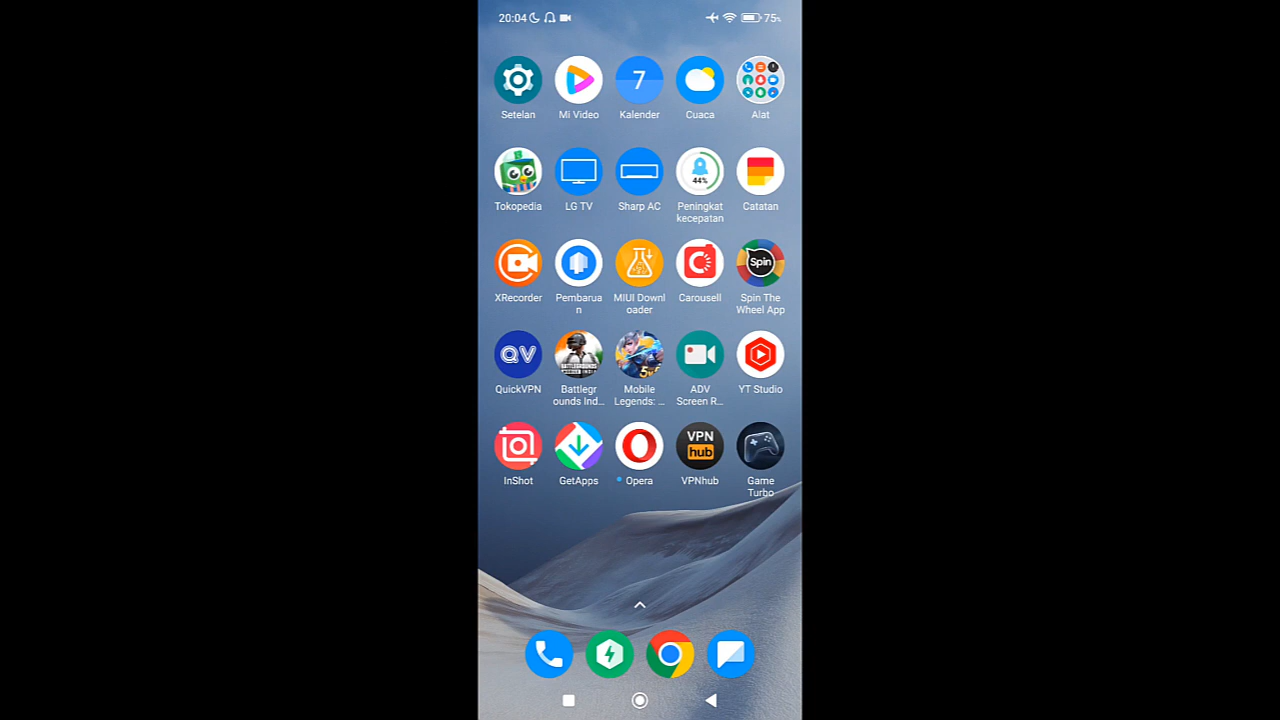 20:04
75%
7
Setelan
Mi Video
Kalender
Cuaca
Alat
44%
Tokopedia
LG TV
Sharp AC
Peningkat
kecepatan
Catatan
Spin
XRecorder
Pembarua
n
MIUI Downl
oader
Carousell
Spin The
Wheel App
QV
QuickVPN
Battlegr
ounds Ind...
Mobile
Legends: ...
ADV
Screen R...
YT Studio
VPN
hub
InShot
GetApps
Opera
VPNhub
Game
Turbo